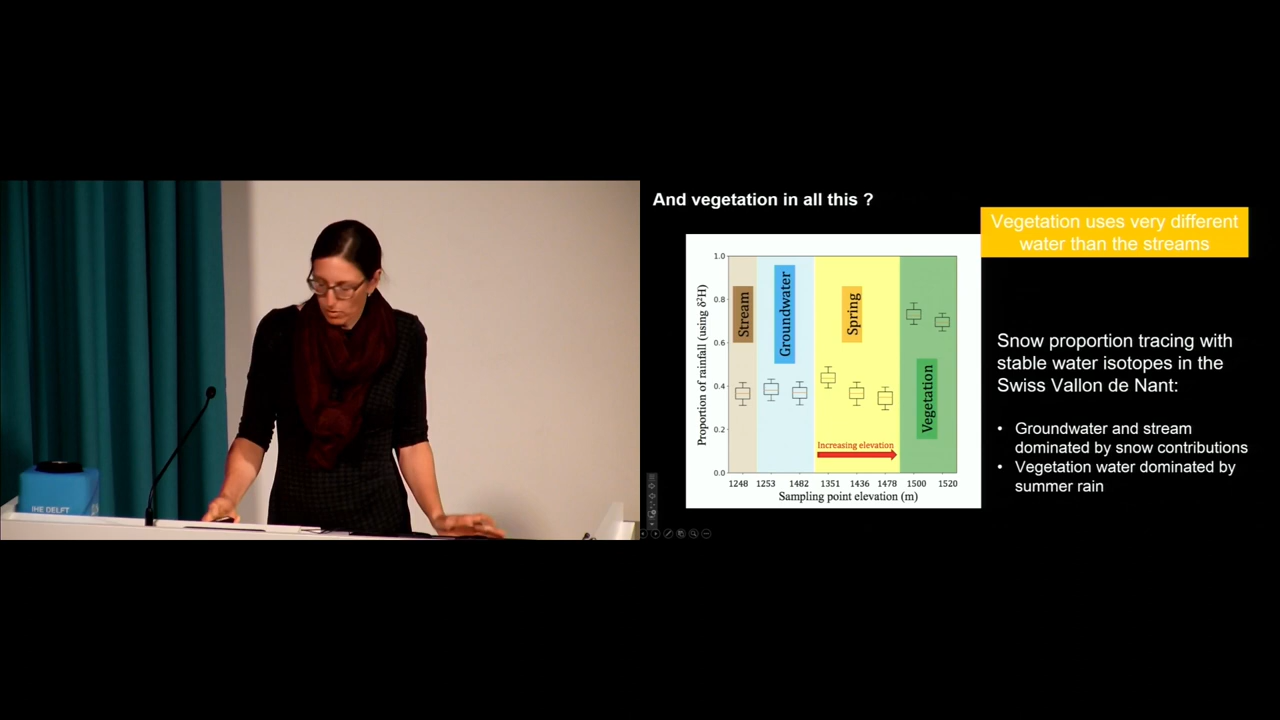 And vegetation in all this ?
Vegetation uses very different
water than the streams
1.0
0.8
0.6
0.4
0.2
0.0
Proportion of rainfall (using δ²H)
Stream
Groundwater
Spring
Vegetation
Increasing elevation
1248 1253 1482 1351 1436 1478 1500 1520
Sampling point elevation (m)
Snow proportion tracing with
stable water isotopes in the
Swiss Vallon de Nant:
• Groundwater and stream
dominated by snow contributions
• Vegetation water dominated by
summer rain
IHE DELFT